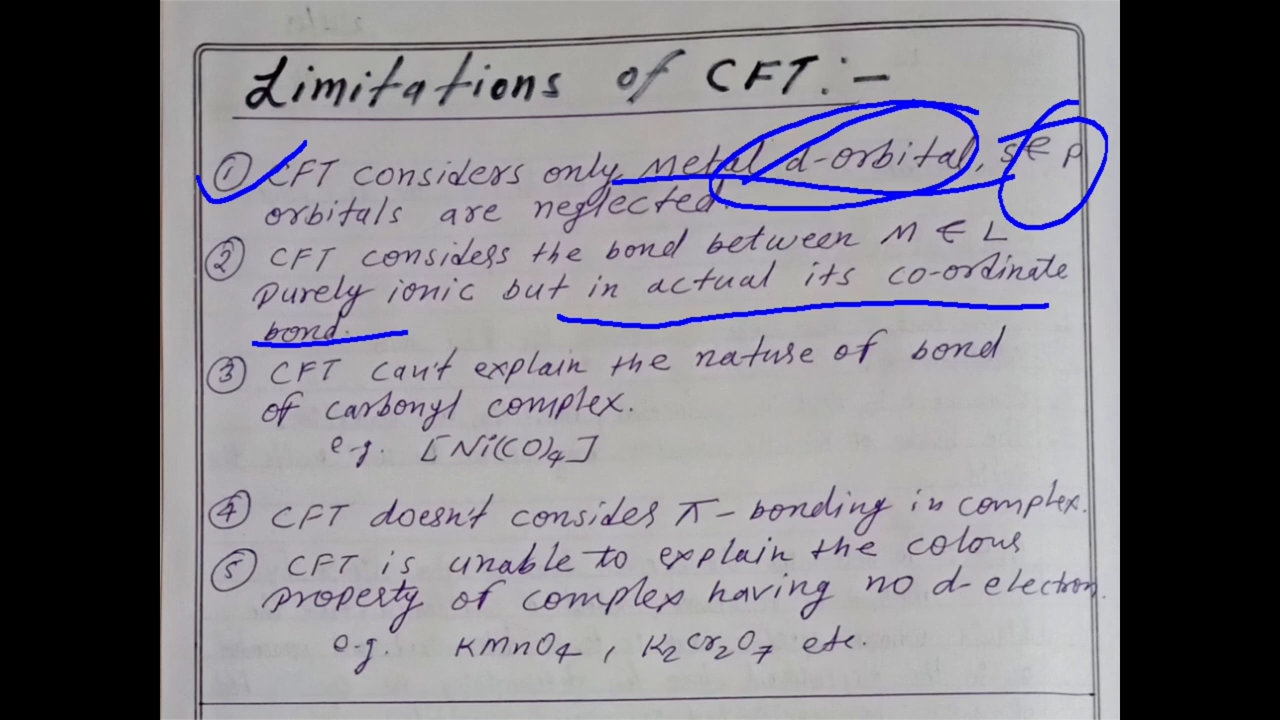 Limitations of CFT:-
① CFT considers only metal d-orbital, s & p
orbitals are neglected.
② CFT considers the bond between M & L
purely ionic but in actual its co-ordinate
bond.
③ CFT can't explain the nature of bond
of carbonyl complex.
e.g. [Ni(CO)₄]
④ CFT doesn't consider π-bonding in complex.
⑤ CFT is unable to explain the colour
property of complex having no d-electron.
e.g. KMnO₄, K₂Cr₂O₇ etc.